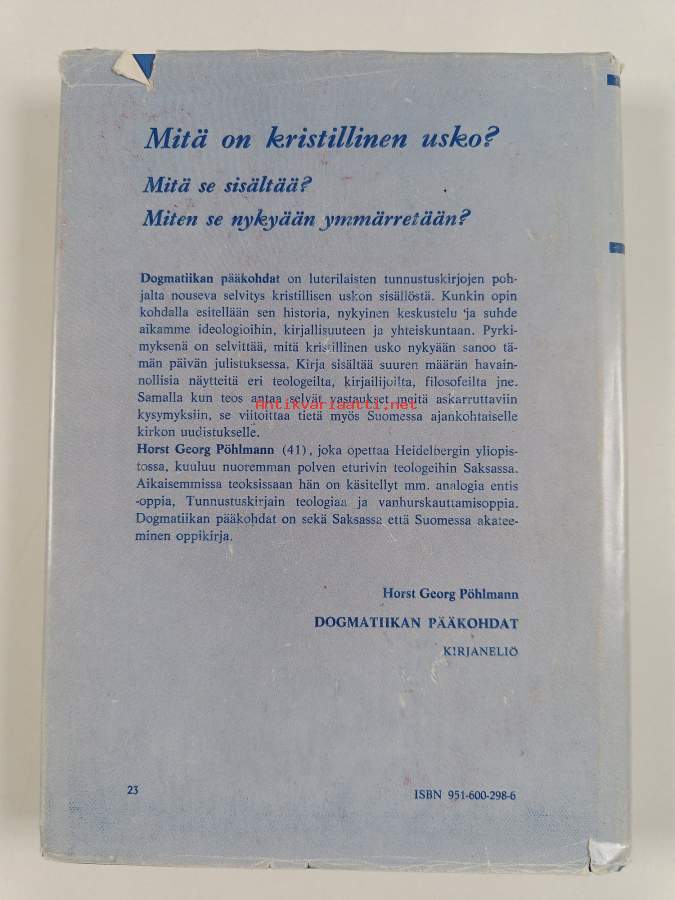 Mitä on kristillinen usko?
Mitä se sisältää?
Miten se nykyään ymmärretään?
Dogmatiikan pääkohdat on luterilaisten tunnustuskirjojen poh-
jalta nouseva selvitys kristillisen uskon sisällöstä. Kunkin opin
kohdalla esitellään sen historia, nykyinen keskustelu ja suhde
aikamme ideologioihin, kirjallisuuteen ja yhteiskuntaan. Pyrki-
myksenä on selvittää, mitä kristillinen usko nykyään sanoo tä-
män päivän julistuksessa. Kirja sisältää suuren määrän havain-
nollisia näytteitä eri teologeilta, kirjailijoilta, filosofeilta jne.
Samalla kun teos antaa selvät vastaukset meitä askarruttaviin
Antikvariaatti.net
kysymyksiin, se viitoittaa tietä myös Suomessa ajankohtaiselle
kirkon uudistukselle.
Horst Georg Pöhlmann (41), joka opettaa Heidelbergin yliopis-
tossa, kuuluu nuoremman polven eturivin teologeihin Saksassa.
Aikaisemmissa teoksissaan hän on käsitellyt mm. analogia entis
-oppia, Tunnustuskirjain teologiaa ja vanhurskauttamisoppia.
Dogmatiikan pääkohdat on sekä Saksassa että Suomessa akatee-
minen oppikirja.
Horst Georg Pöhlmann
DOGMATIIKAN PÄÄKOHDAT
KIRJANELIÖ
23
ISBN 951-600-298-6